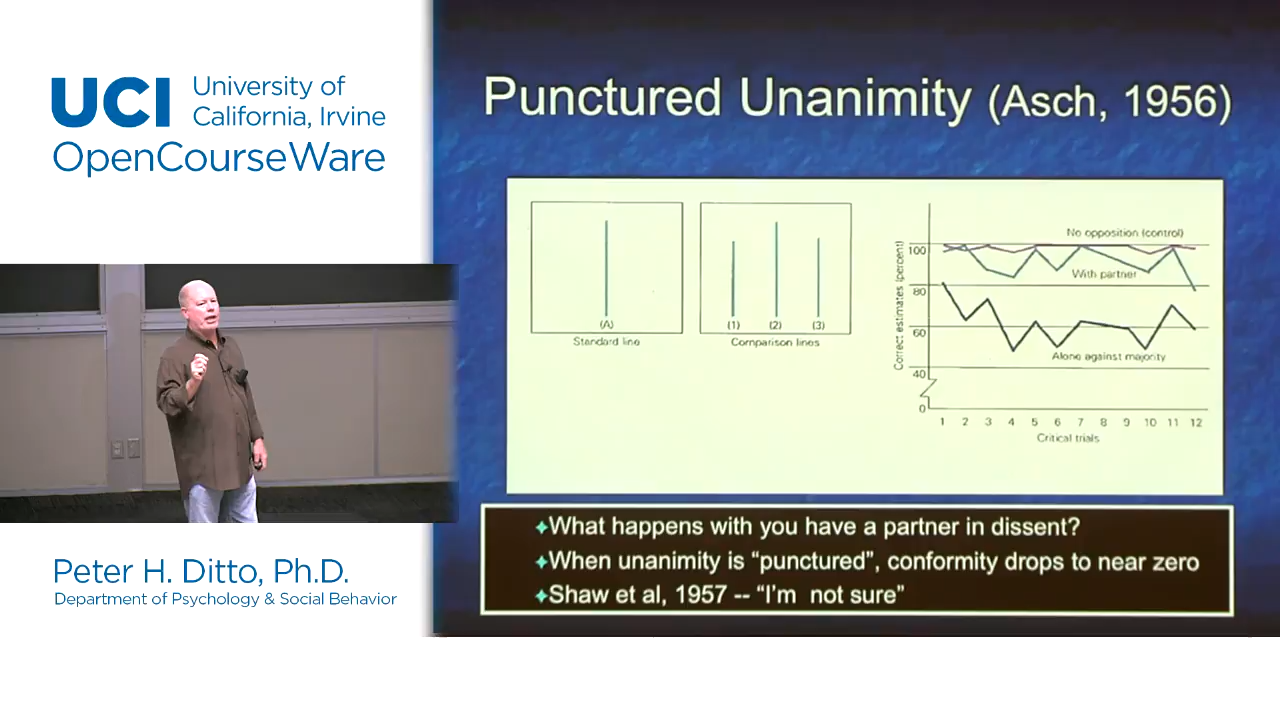 UCI University of
California, Irvine
OpenCourseWare
Peter H. Ditto, Ph.D.
Department of Psychology & Social Behavior
Punctured Unanimity (Asch, 1956)
(A)
Standard line
(1) (2) (3)
Comparison lines
Correct estimates (percent)
100
80
60
40
0
No opposition (control)
With partner
Alone against majority
1 2 3 4 5 6 7 8 9 10 11 12
Critical trials
✦What happens with you have a partner in dissent?
✦When unanimity is “punctured”, conformity drops to near zero
✦Shaw et al, 1957 -- “I’m not sure”